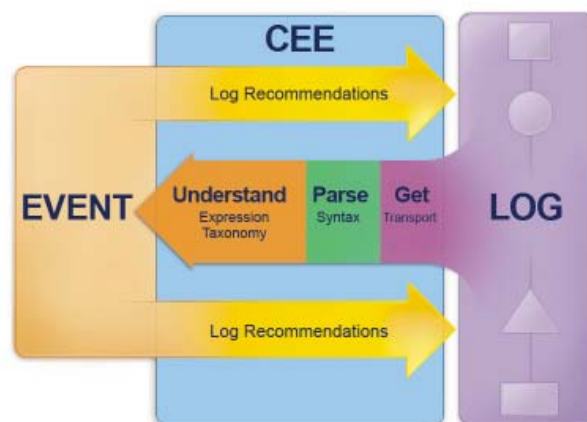 CEE
Log Recommendations
EVENT
Understand
Expression
Taxonomy
Parse
Syntax
Get
Transport
LOG
Log Recommendations